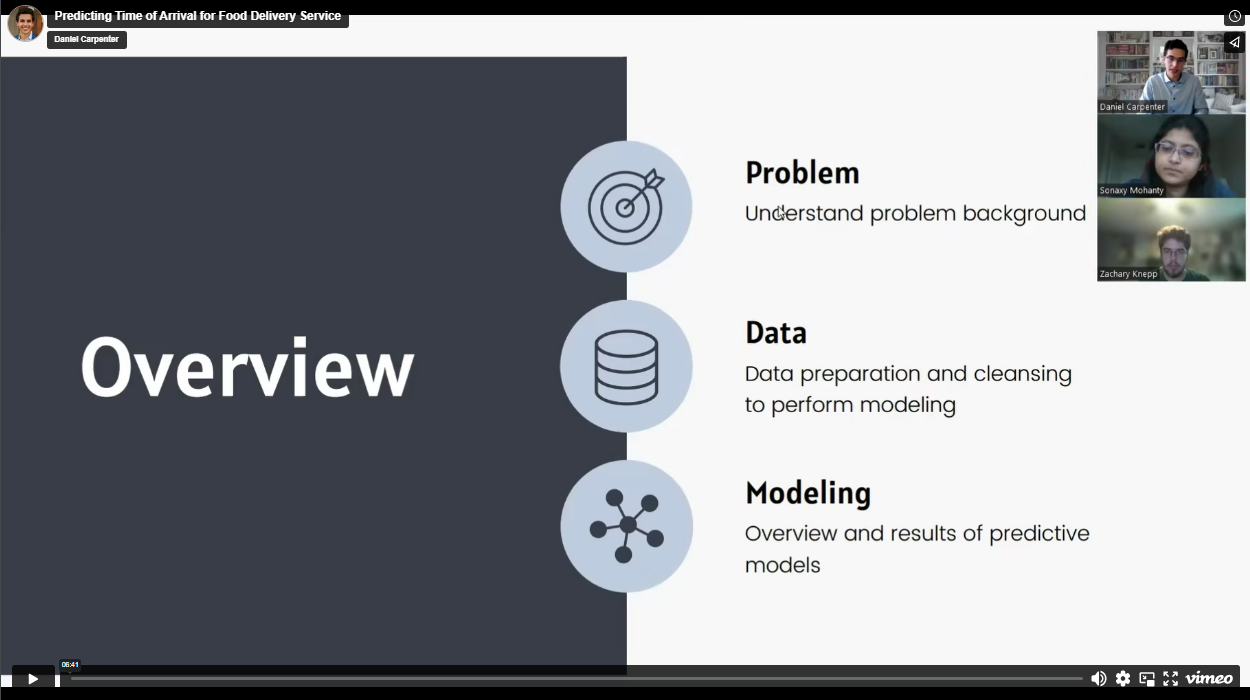 Predicting Time of Arrival for Food Delivery Service
Daniel Carpenter
Daniel Carpenter
Sonaxy Mohanty
Zachary Knepp
Overview
Problem
Understand problem background
Data
Data preparation and cleansing
to perform modeling
Modeling
Overview and results of predictive
models
06:41
vimeo